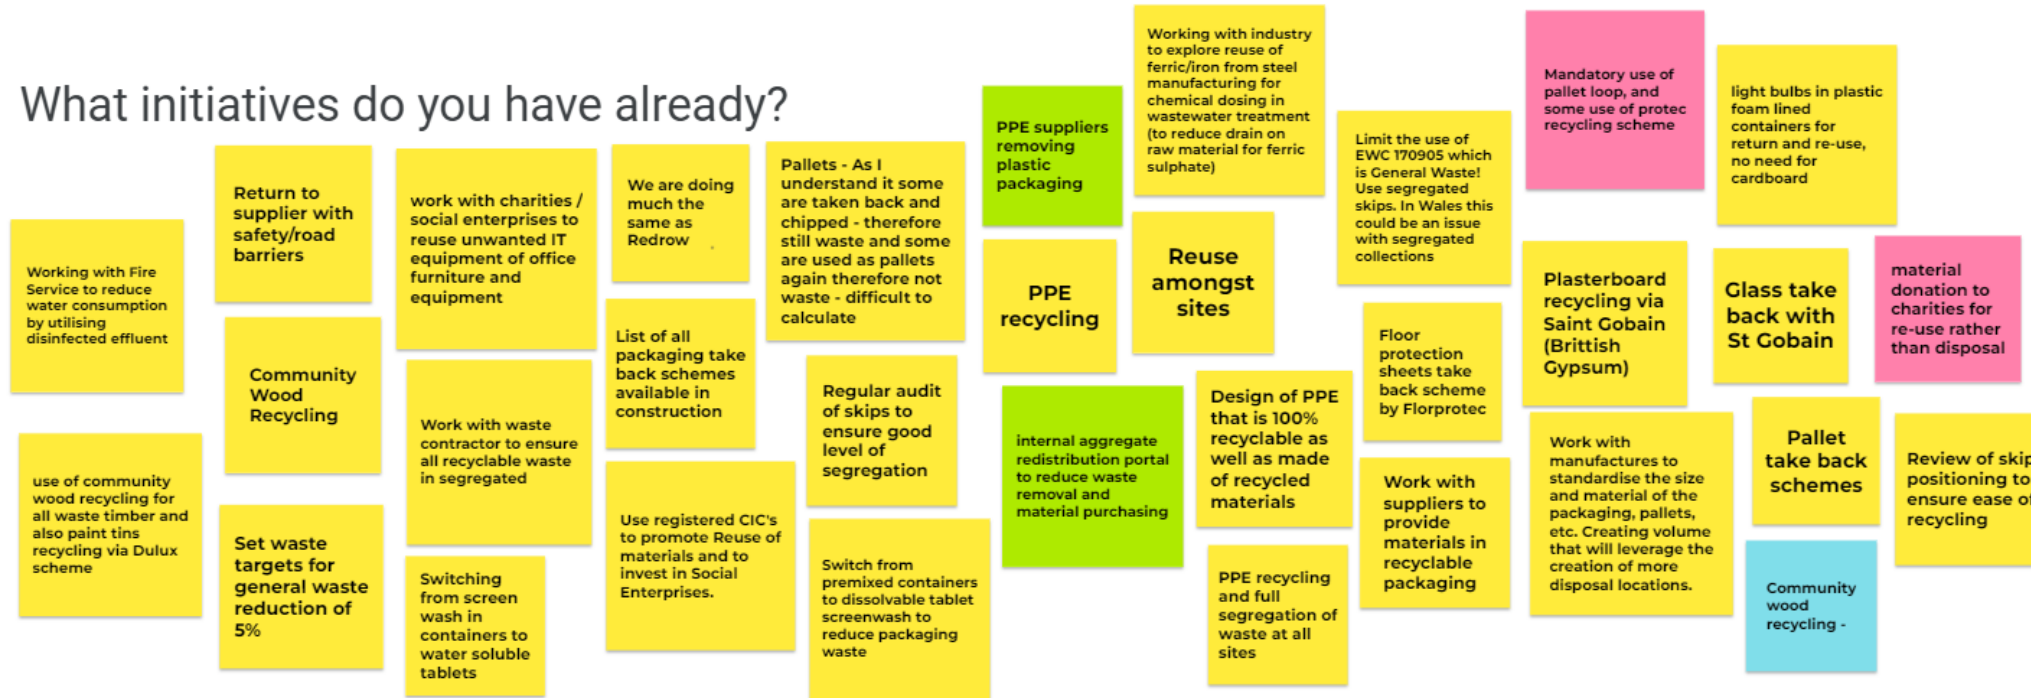 What initiatives do you have already?
Working with Fire
Service to reduce
water consumption
by utilising
disinfected effluent
use of community
wood recycling for
all waste timber and
also paint tins
recycling via Dulux
scheme
Return to
supplier with
safety/road
barriers
Community
Wood
Recycling
Set waste
targets for
general waste
reduction of
5%
work with charities /
social enterprises to
reuse unwanted IT
equipment of office
furniture and
equipment
Work with waste
contractor to ensure
all recyclable waste
in segregated
Switching
from screen
wash in
containers to
water soluble
tablets
We are doing
much the
same as
Redrow .
List of all
packaging take
back schemes
available in
construction
Use registered CIC's
to promote Reuse of
materials and to
invest in Social
Enterprises.
Pallets - As I
understand it some
are taken back and
chipped - therefore
still waste and some
are used as pallets
again therefore not
waste - difficult to
calculate
Regular audit
of skips to
ensure good
level of
segregation
Switch from
premixed containers
to dissolvable tablet
screenwash to
reduce packaging
waste
PPE suppliers
removing
plastic
packaging
PPE
recycling
internal aggregate
redistribution portal
to reduce waste
removal and
material purchasing
Working with industry
to explore reuse of
ferric/iron from steel
manufacturing for
chemical dosing in
wastewater treatment
(to reduce drain on
raw material for ferric
sulphate)
Reuse
amongst
sites
Design of PPE
that is 100%
recyclable as
well as made
of recycled
materials
PPE recycling
and full
segregation of
waste at all
sites
Limit the use of
EWC 170905 which
is General Waste!
Use segregated
skips. In Wales this
could be an issue
with segregated
collections
Floor
protection
sheets take
back scheme
by Florprotec
Work with
suppliers to
provide
materials in
recyclable
packaging
Mandatory use of
pallet loop, and
some use of protec
recycling scheme
Plasterboard
recycling via
Saint Gobain
(Brittish
Gypsum)
Work with
manufactures to
standardise the size
and material of the
packaging, pallets,
etc. Creating volume
that will leverage the
creation of more
disposal locations.
light bulbs in plastic
foam lined
containers for
return and re-use,
no need for
cardboard
Glass take
back with
St Gobain
Pallet
take back
schemes
Community
wood
recycling -
material
donation to
charities for
re-use rather
than disposal
Review of skip
positioning to
ensure ease of
recycling